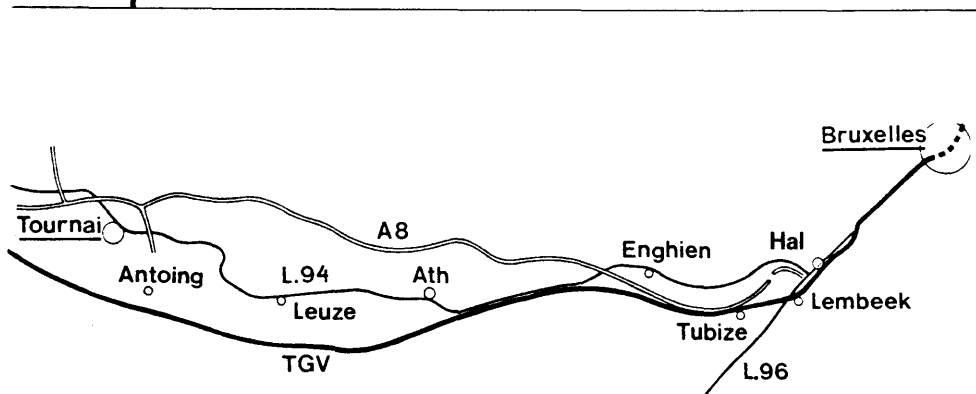 Bruxelles
Tournai
A8
Enghien
Hal
Antoing
L.94
Ath
Leuze
Lembeek
Tubize
TGV
L.96